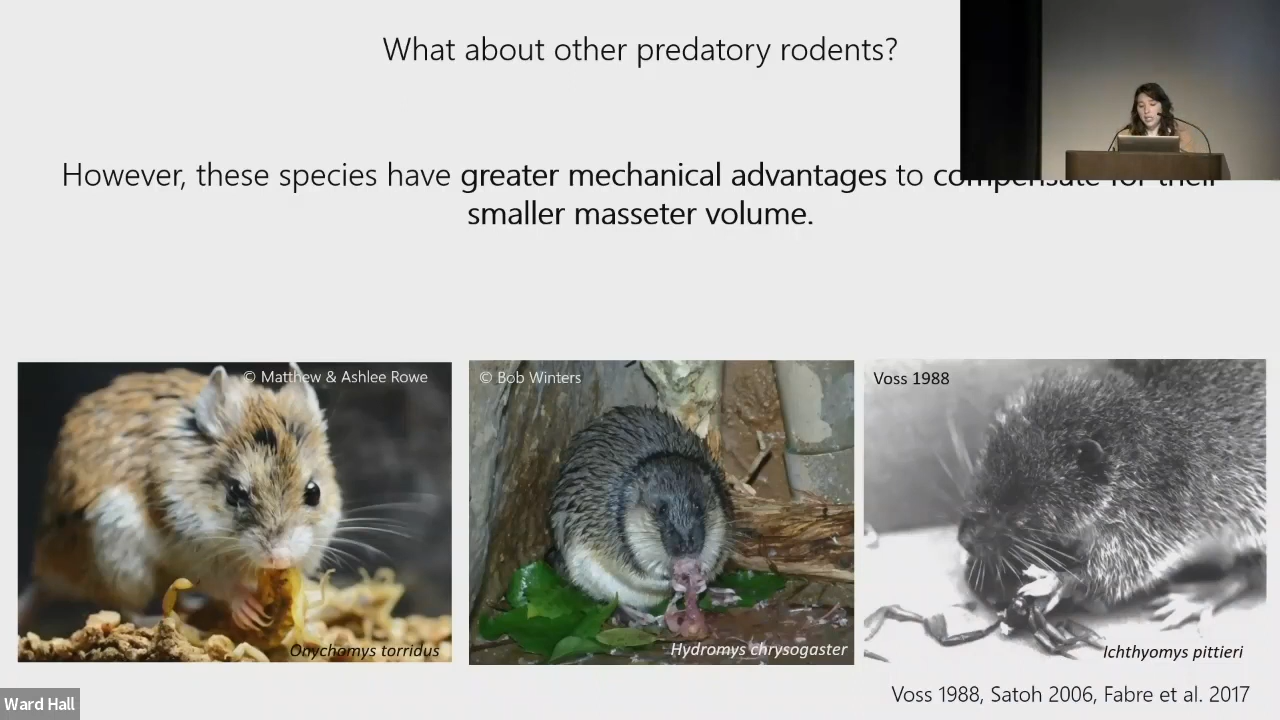 What about other predatory rodents?
However, these species have greater mechanical advantages to compensate for their
smaller masseter volume.
© Matthew & Ashlee Rowe
© Bob Winters
Voss 1988
Onychomys torridus
Hydromys chrysogaster
Ichthyomys pittieri
Voss 1988, Satoh 2006, Fabre et al. 2017
Ward Hall